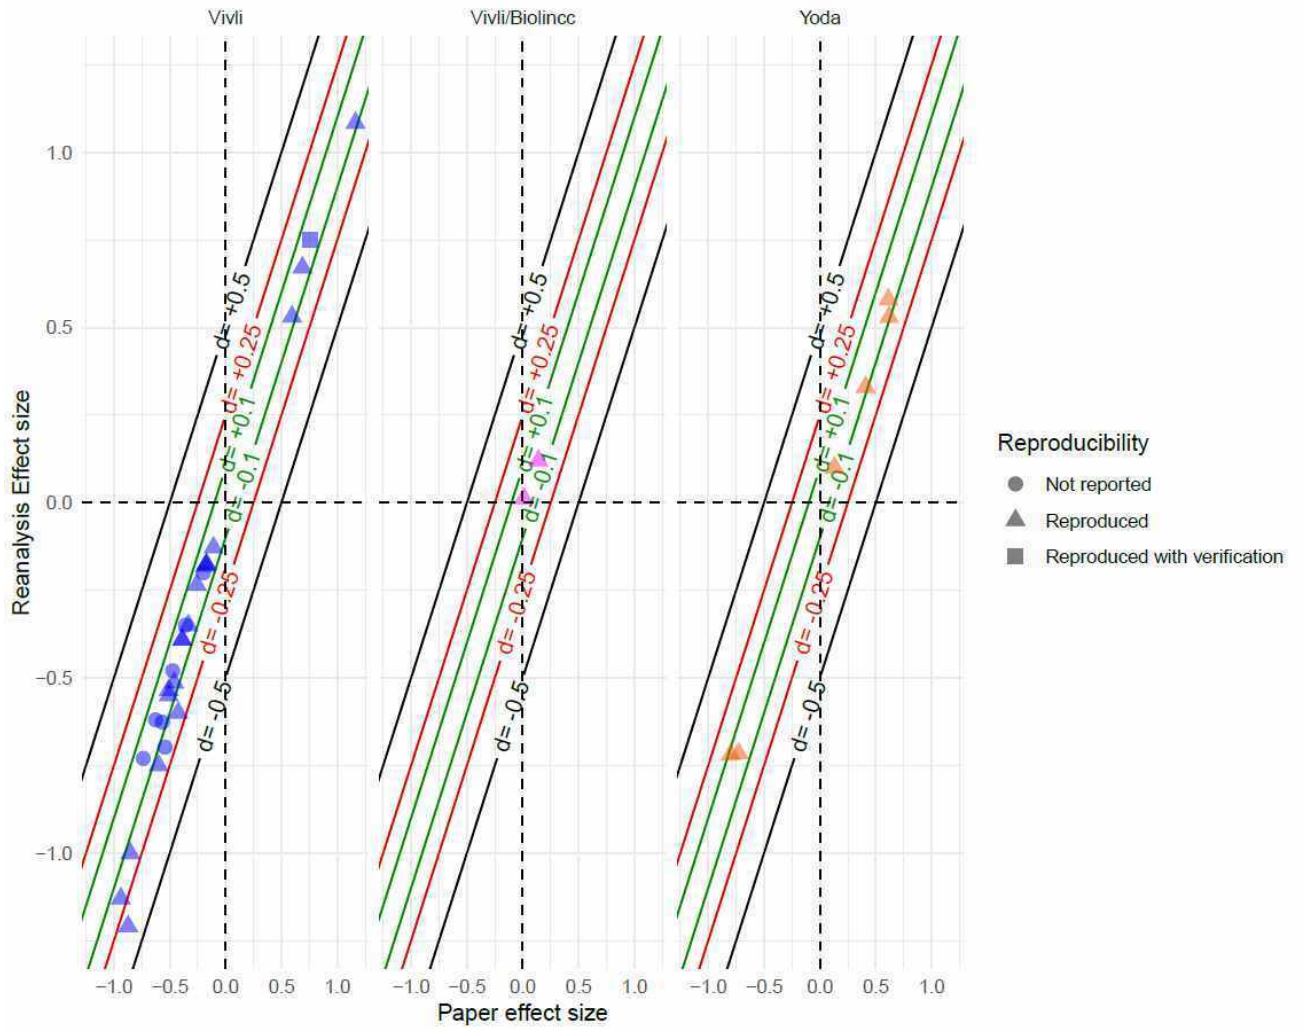 Vivli
Vivli/Biolincc
Yoda
Reanalysis Effect size
1.0
0.5
0.0
−0.5
−1.0
d= +0.5
d= +0.25
d= +0.1
d= -0.1
d= -0.25
d= -0.5
d= +0.5
d= +0.25
d= +0.1
d= -0.1
d= -0.25
d= -0.5
d= +0.5
d= +0.25
d= +0.1
d= -0.1
d= -0.25
d= -0.5
−1.0 −0.5 0.0 0.5 1.0
−1.0 −0.5 0.0 0.5 1.0
−1.0 −0.5 0.0 0.5 1.0
Paper effect size
Reproducibility
Not reported
Reproduced
Reproduced with verification